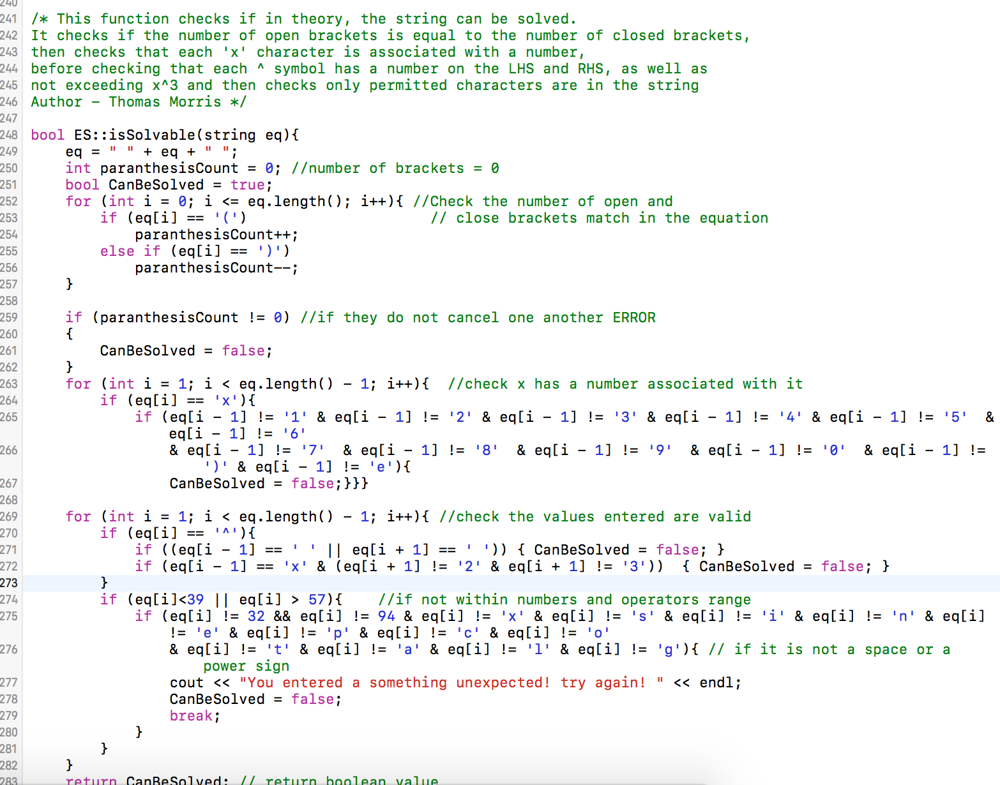 240
241 /* This function checks if in theory, the string can be solved.
242 It checks if the number of open brackets is equal to the number of closed brackets,
243 then checks that each 'x' character is associated with a number,
244 before checking that each ^ symbol has a number on the LHS and RHS, as well as
245 not exceeding x^3 and then checks only permitted characters are in the string
246 Author – Thomas Morris */
247
248 bool ES::isSolvable(string eq){
249     eq = " " + eq + " ";
250     int paranthesisCount = 0; //number of brackets = 0
251     bool CanBeSolved = true;
252     for (int i = 0; i <= eq.length(); i++){ //Check the number of open and
253         if (eq[i] == '(')                     // close brackets match in the equation
254             paranthesisCount++;
255         else if (eq[i] == ')')
256             paranthesisCount--;
257     }
258
259     if (paranthesisCount != 0) //if they do not cancel one another ERROR
260     {
261         CanBeSolved = false;
262     }
263     for (int i = 1; i < eq.length() - 1; i++){  //check x has a number associated with it
264         if (eq[i] == 'x'){
265             if (eq[i - 1] != '1' & eq[i - 1] != '2' & eq[i - 1] != '3' & eq[i - 1] != '4' & eq[i - 1] != '5'  &
                eq[i - 1] != '6'
266                 & eq[i - 1] != '7'  & eq[i - 1] != '8'  & eq[i - 1] != '9'  & eq[i - 1] != '0'  & eq[i - 1] !=
                    ')' & eq[i - 1] != 'e'){
267                 CanBeSolved = false;}}}
268
269     for (int i = 1; i < eq.length() - 1; i++){ //check the values entered are valid
270         if (eq[i] == '^'){
271             if ((eq[i - 1] == ' ' || eq[i + 1] == ' ')) { CanBeSolved = false; }
272             if (eq[i - 1] == 'x' & (eq[i + 1] != '2' & eq[i + 1] != '3'))  { CanBeSolved = false; }
273         }
274         if (eq[i]<39 || eq[i] > 57){    //if not within numbers and operators range
275             if (eq[i] != 32 && eq[i] != 94 & eq[i] != 'x' & eq[i] != 's' & eq[i] != 'i' & eq[i] != 'n' & eq[i]
                != 'e' & eq[i] != 'p' & eq[i] != 'c' & eq[i] != 'o'
276                 & eq[i] != 't' & eq[i] != 'a' & eq[i] != 'l' & eq[i] != 'g'){ // if it is not a space or a
                    power sign
277                 cout << "You entered a something unexpected! try again! " << endl;
278                 CanBeSolved = false;
279                 break;
280             }
281         }
282     }
283     return CanBeSolved; // return boolean value